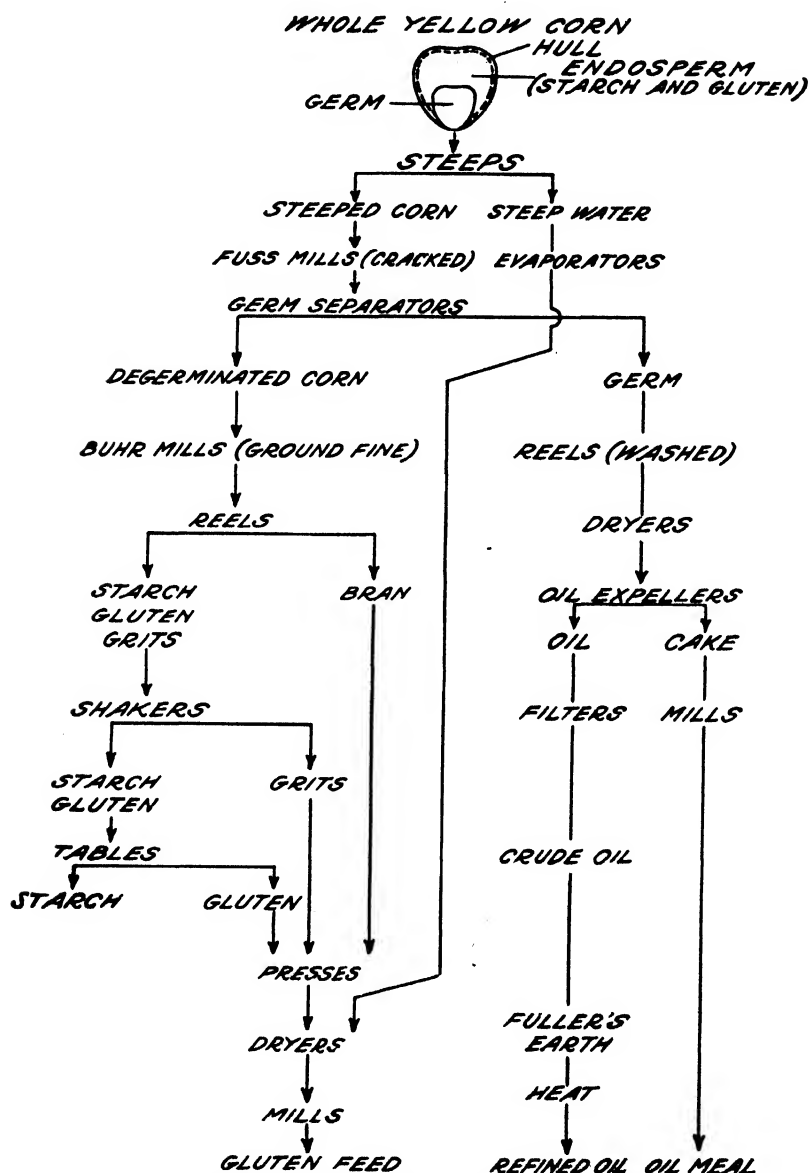 WHOLE YELLOW CORN
HULL
ENDOSPERM
(STARCH AND GLUTEN)
GERM
STEEPS
STEEPED CORN
STEEP WATER
FUSS MILLS (CRACKED)
EVAPORATORS
GERM SEPARATORS
DEGERMINATED CORN
GERM
BUHR MILLS (GROUND FINE)
REELS (WASHED)
REELS
DRYERS
STARCH
GLUTEN
GRITS
BRAN
OIL EXPELLERS
OIL
CAKE
SHAKERS
FILTERS
MILLS
STARCH
GLUTEN
GRITS
TABLES
CRUDE OIL
STARCH
GLUTEN
PRESSES
DRYERS
FULLER'S
EARTH
HEAT
MILLS
GLUTEN FEED
REFINED OIL
OIL MEAL